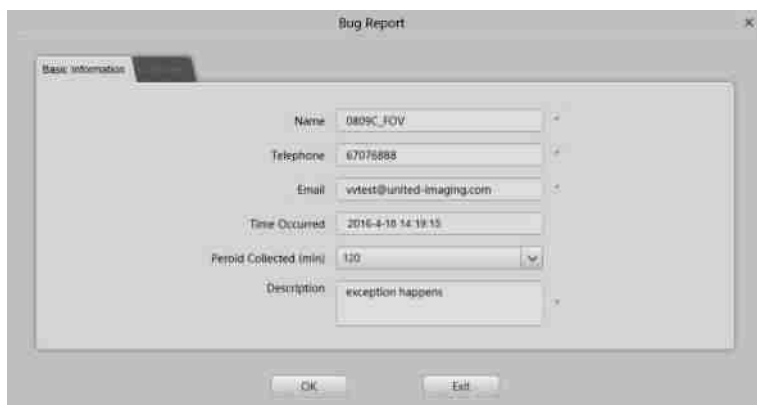 Bug Report
×
Basic Information
Name 0809C_FOV *
Telephone 67076888 *
Email vvtest@united-imaging.com *
Time Occurred 2016-4-18 14:19:15
Peroid Collected (min) 120
Description exception happens *
OK Exit